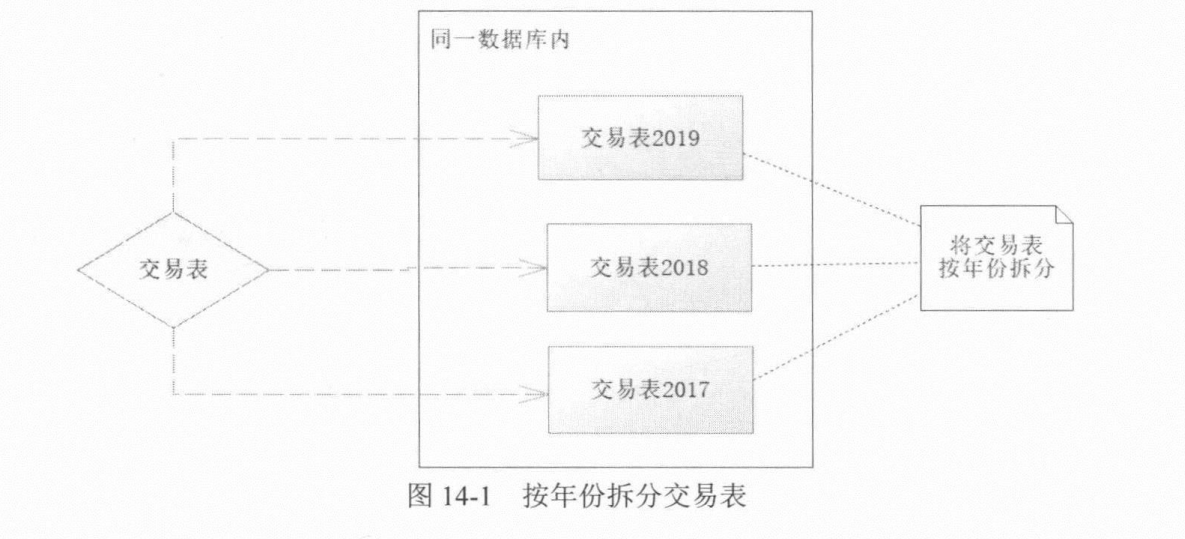 同一数据库内
交易表2019
交易表
交易表2018
将交易表
按年份拆分
交易表2017
图 14-1 按年份拆分交易表